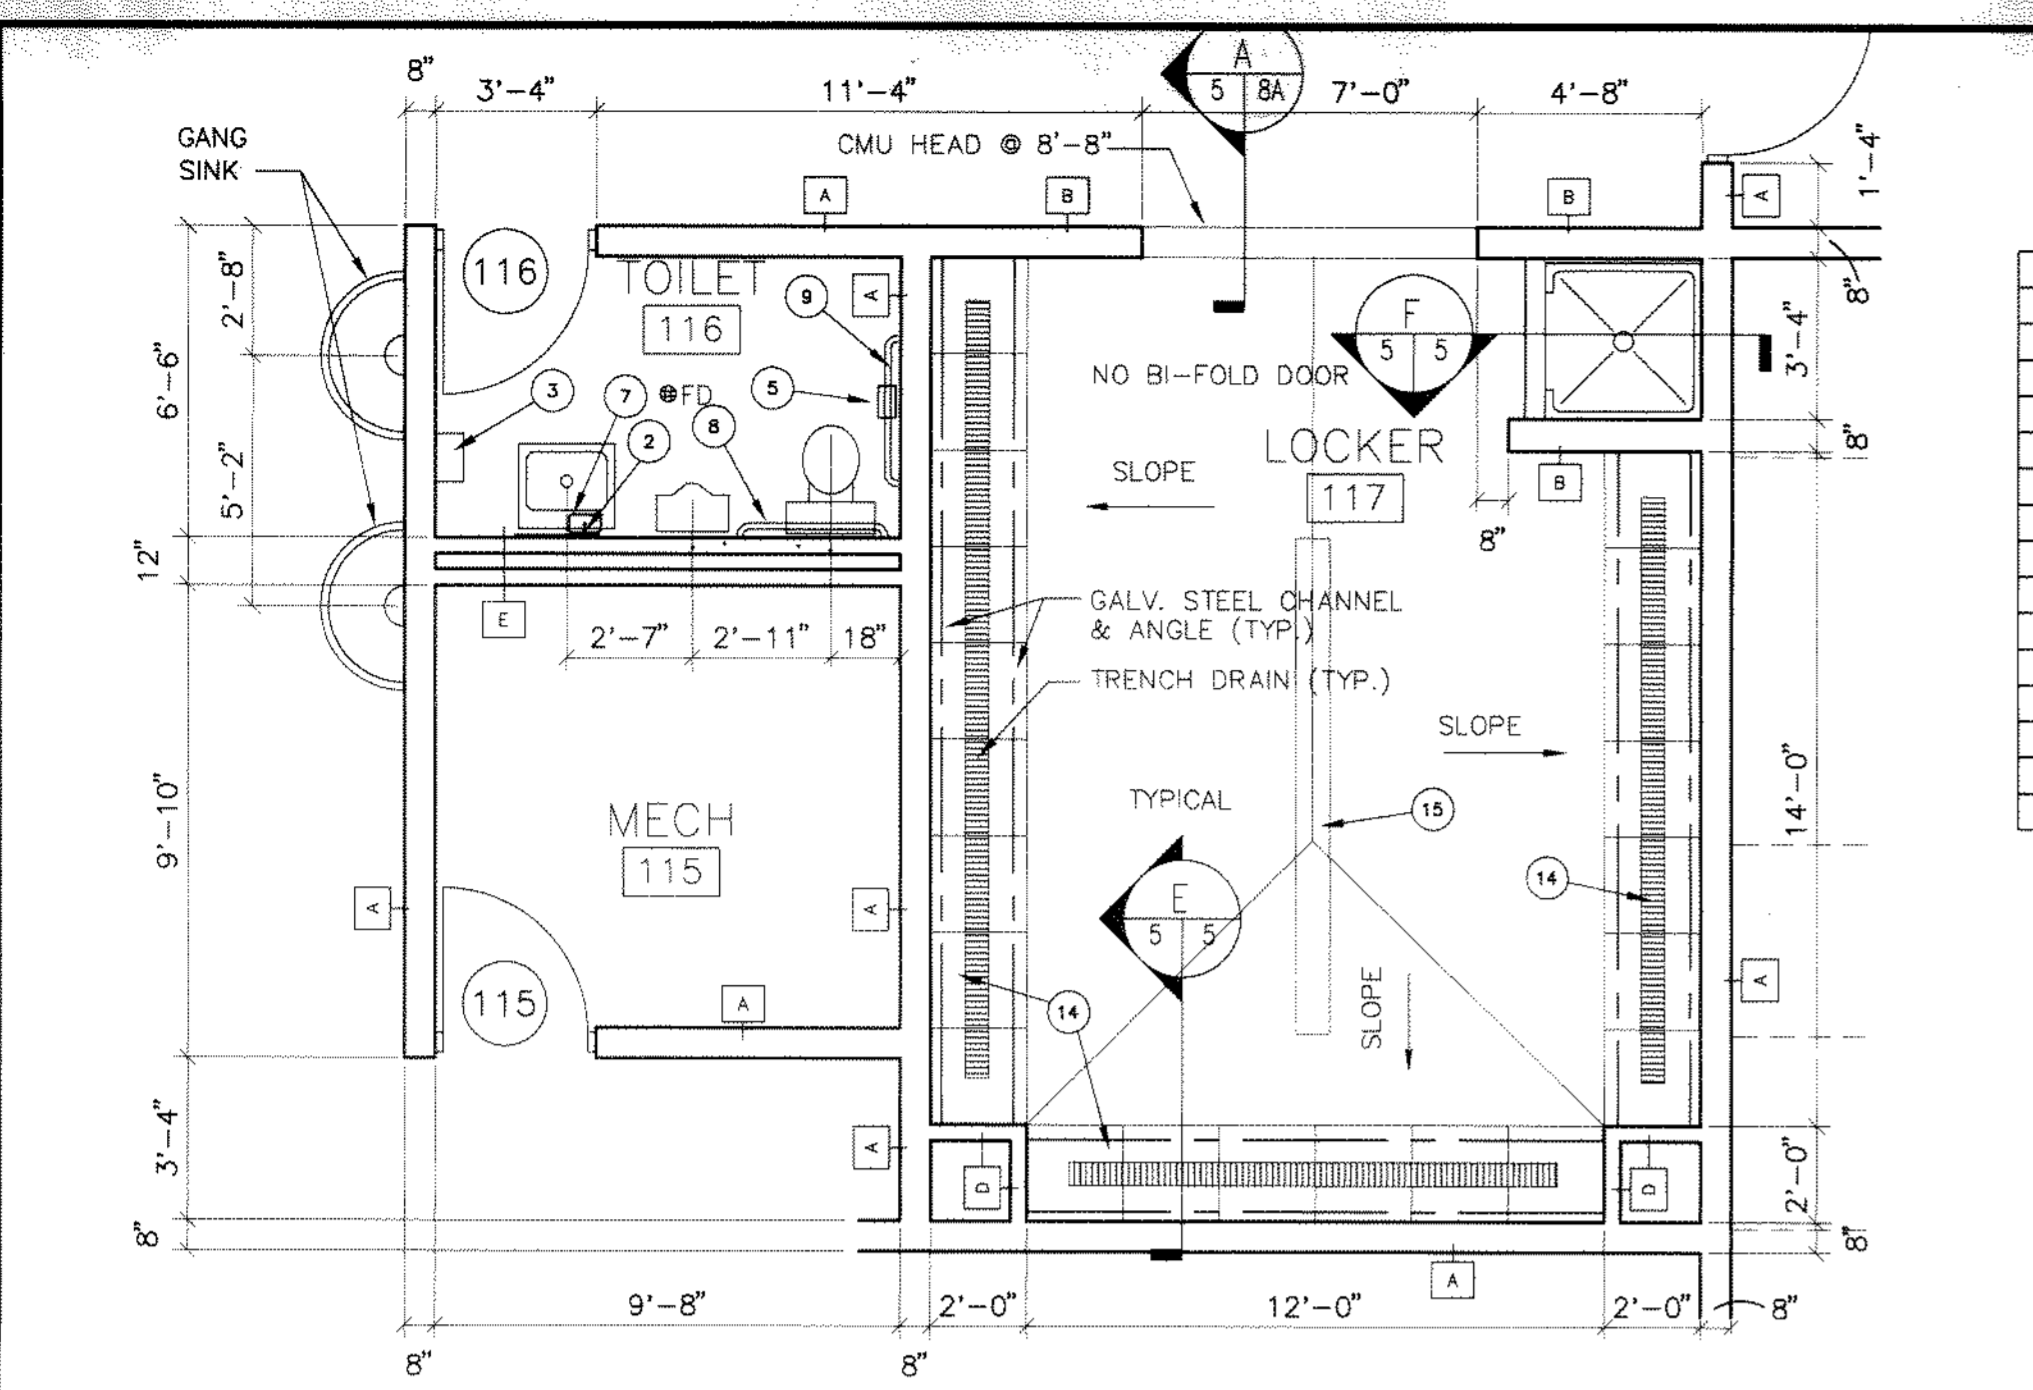 8"
3'-4"
11'-4"
A
5 8A
7'-0"
4'-8"
GANG
SINK
CMU HEAD @ 8'-8"
1'-4"
A
B
B
A
116
TOILET
116
9
A
2'-8"
8"
F
5 5
3'-4"
6'-6"
NO BI-FOLD DOOR
3
7
FD
5
8
2
LOCKER
117
SLOPE
8"
B
8"
5'-2"
12"
E
2'-7"
2'-11"
18"
GALV. STEEL CHANNEL
& ANGLE (TYP.)
TRENCH DRAIN (TYP.)
SLOPE
TYPICAL
15
14'-0"
9'-10"
MECH
115
14
A
A
E
5 5
A
SLOPE
115
A
14
3'-4"
A
D
D
2'-0"
8"
8"
A
9'-8"
2'-0"
12'-0"
2'-0"
8"
8"
8"